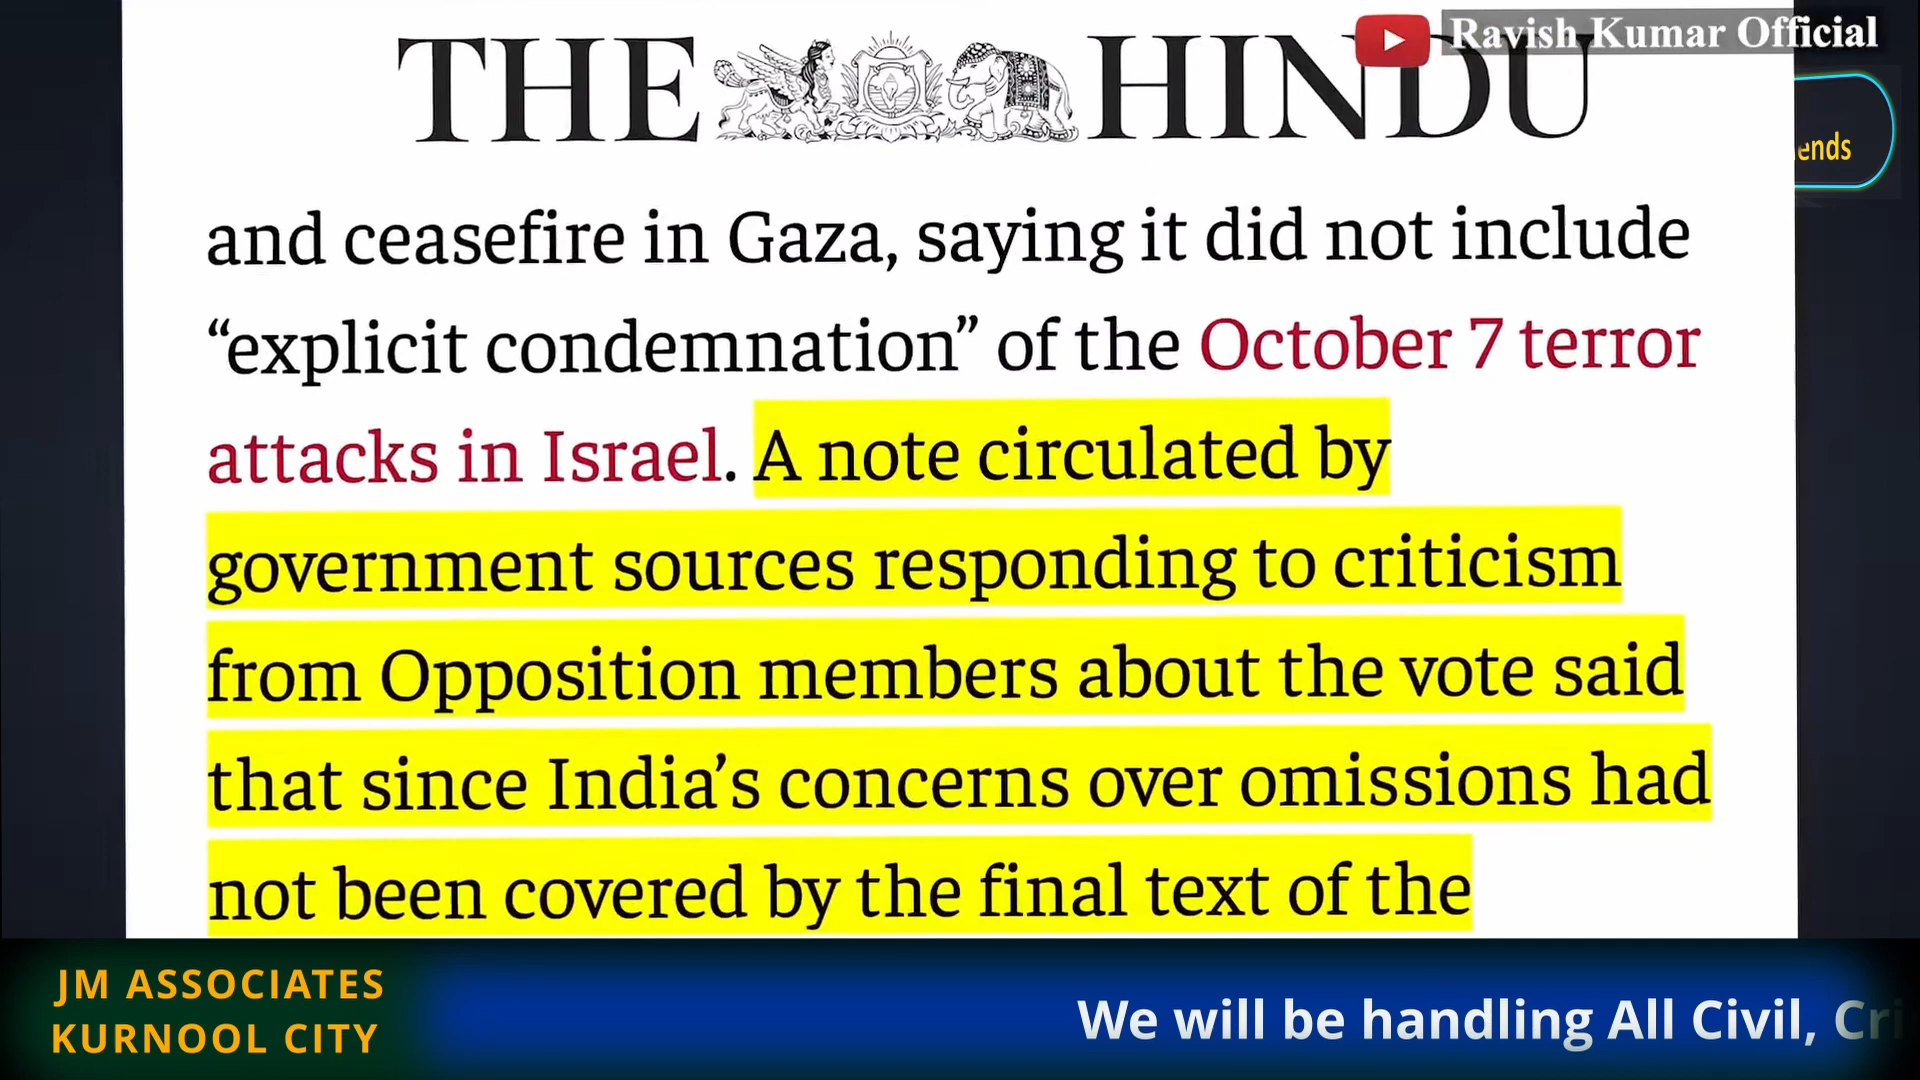 THE HINDU
Ravish Kumar Official
and ceasefire in Gaza, saying it did not include
“explicit condemnation” of the October 7 terror
attacks in Israel. A note circulated by
government sources responding to criticism
from Opposition members about the vote said
that since India’s concerns over omissions had
not been covered by the final text of the
JM ASSOCIATES
KURNOOL CITY
We will be handling All Civil,